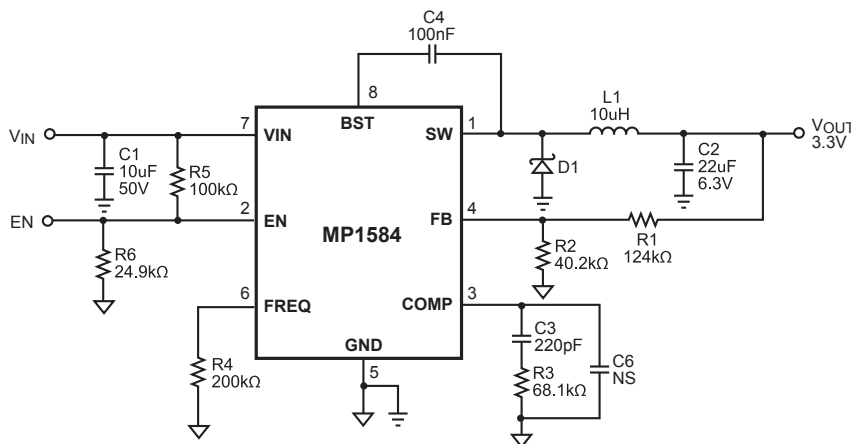 C4
100nF
8
BST
L1
10uH
VIN
7
VIN
SW
1
VOUT
3.3V
C1
10uF
50V
R5
100kΩ
D1
C2
22uF
6.3V
EN
2
EN
MP1584
FB
4
R6
24.9kΩ
R2
40.2kΩ
R1
124kΩ
6
FREQ
COMP
3
R4
200kΩ
GND
5
C3
220pF
R3
68.1kΩ
C6
NS